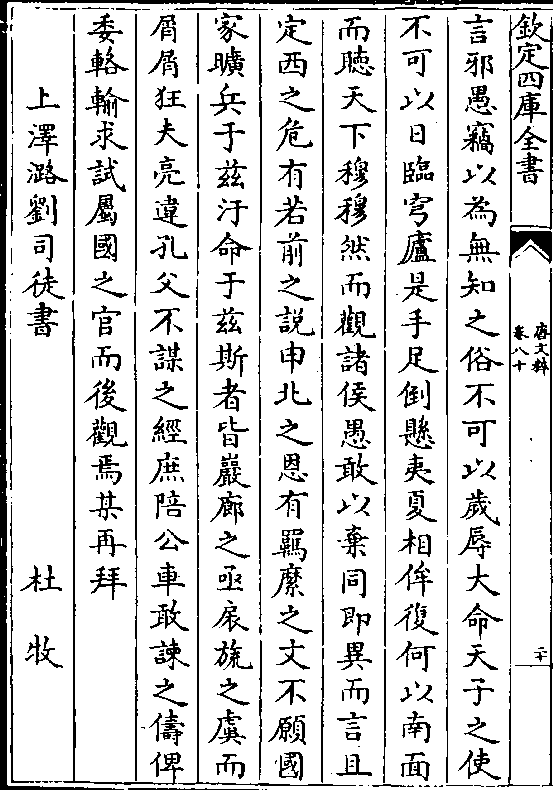 欽定四庫全書
唐文粹
卷八十
二十
言邪愚竊以為無知之俗不可以歲辱大命天子之使
不可以日臨穹廬是手足倒懸夷夏相侔復何以南面
而聽天下穆穆然而觀諸侯愚敢以棄同即異而言且
定西之危有若前之説申北之恩有羈縻之文不願國
家曠兵于兹汙命于兹斯者皆巖廊之亟扆旒之虞而
屑屑狂夫亮違孔父不謀之經庶陪公車敢諫之儔俾
委輅輸求試屬國之官而後觀焉某再拜
上澤潞劉司徒書 杜牧